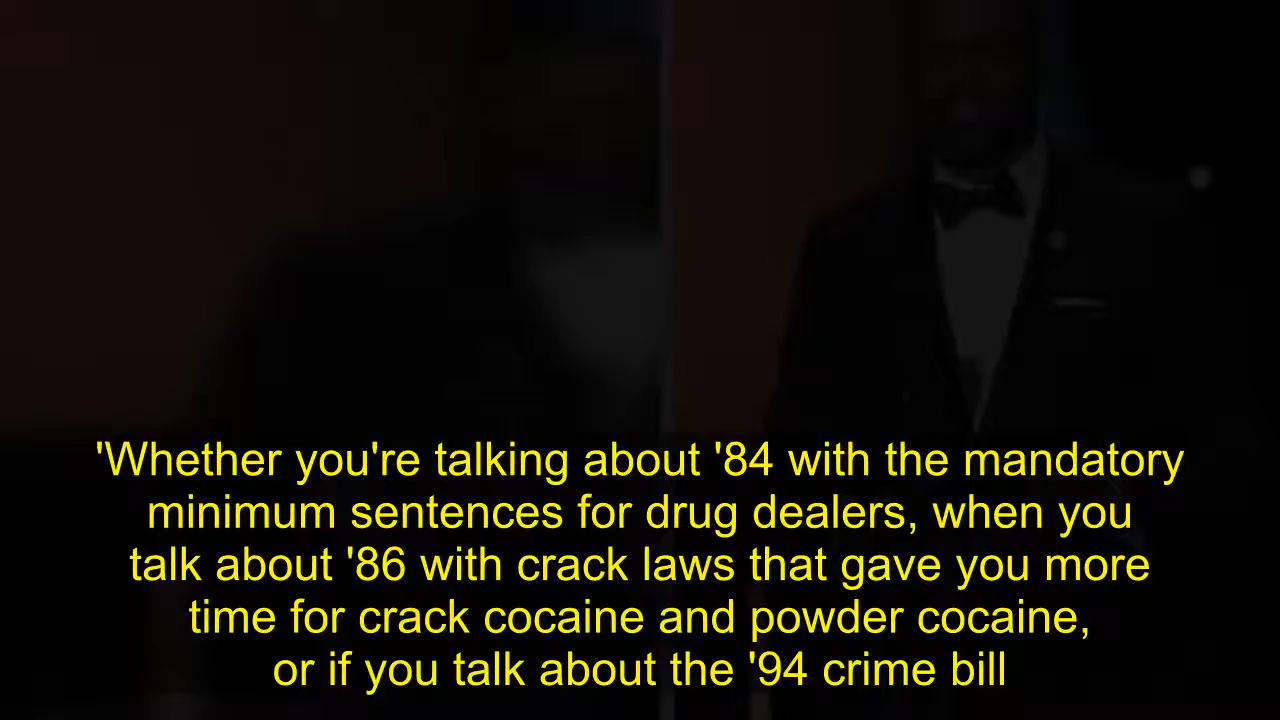 'Whether you're talking about '84 with the mandatory
minimum sentences for drug dealers, when you
talk about '86 with crack laws that gave you more
time for crack cocaine and powder cocaine,
or if you talk about the '94 crime bill